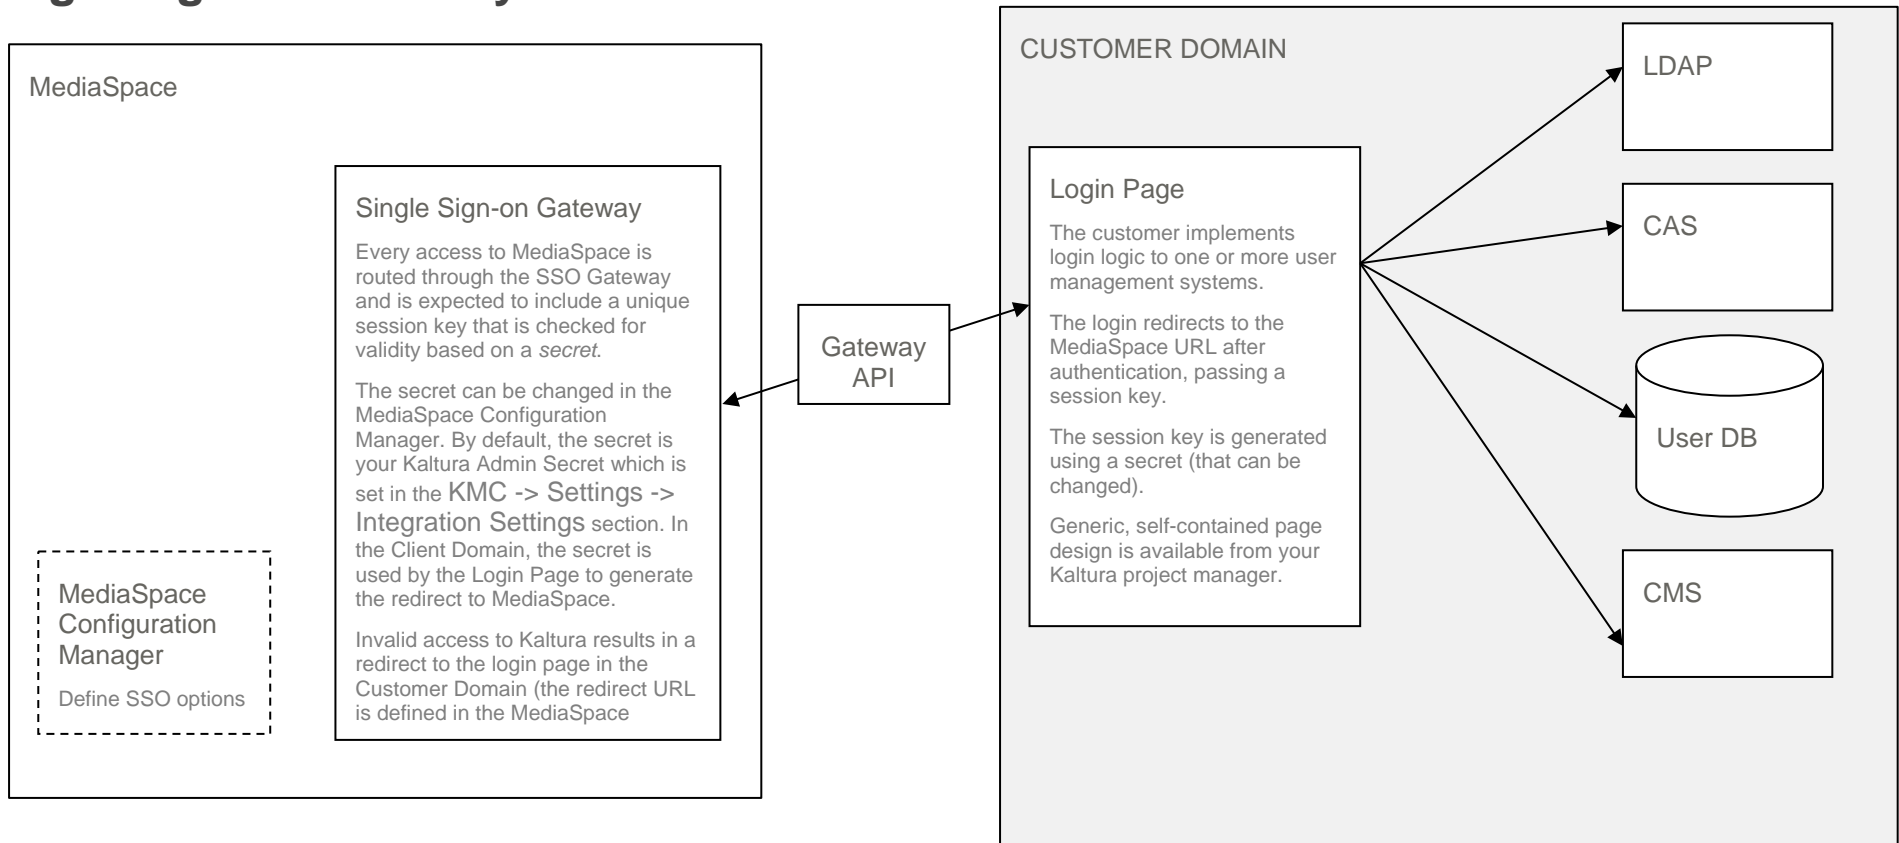 MediaSpace
Single Sign-on Gateway
Every access to MediaSpace is
routed through the SSO Gateway
and is expected to include a unique
session key that is checked for
validity based on a secret.
The secret can be changed in the
MediaSpace Configuration
Manager. By default, the secret is
your Kaltura Admin Secret which is
set in the KMC -> Settings ->
Integration Settings section. In
the Client Domain, the secret is
used by the Login Page to generate
the redirect to MediaSpace.
Invalid access to Kaltura results in a
redirect to the login page in the
Customer Domain (the redirect URL
is defined in the MediaSpace
MediaSpace
Configuration
Manager
Define SSO options
Gateway
API
CUSTOMER DOMAIN
Login Page
The customer implements
login logic to one or more user
management systems.
The login redirects to the
MediaSpace URL after
authentication, passing a
session key.
The session key is generated
using a secret (that can be
changed).
Generic, self-contained page
design is available from your
Kaltura project manager.
LDAP
CAS
User DB
CMS